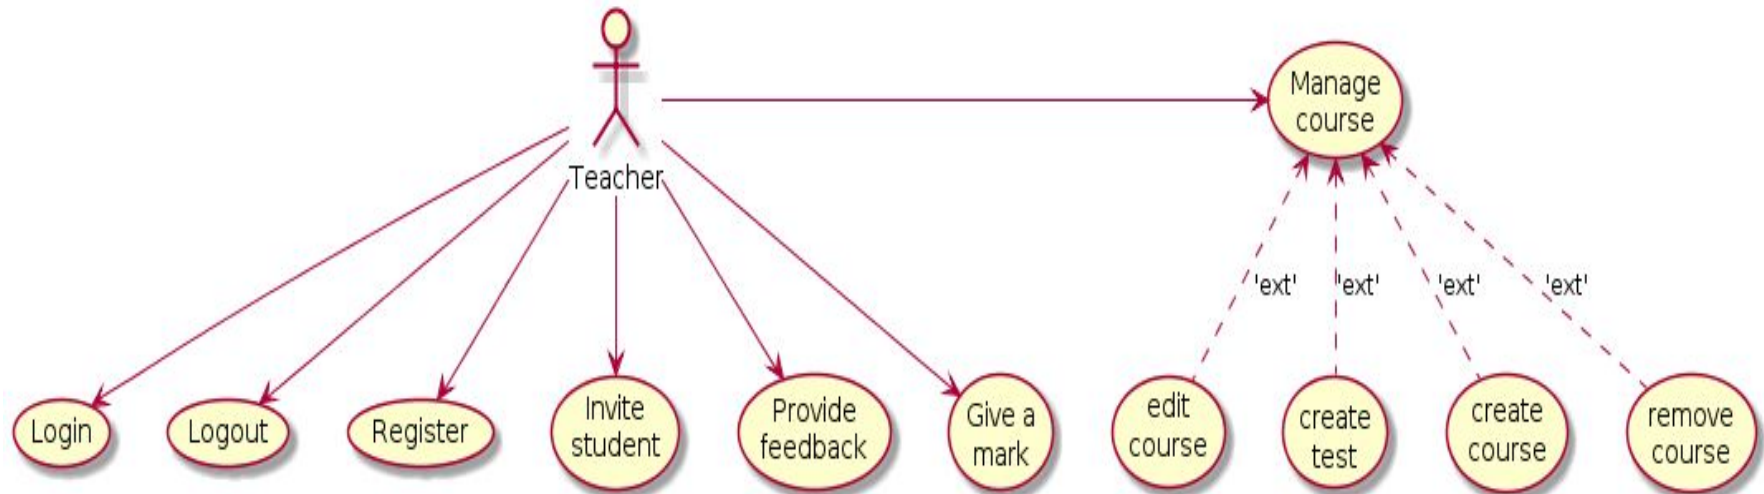 Manage
course
Teacher
'ext'
'ext'
'ext'
'ext'
Login
Logout
Register
Invite
student
Provide
feedback
Give a
mark
edit
course
create
test
create
course
remove
course